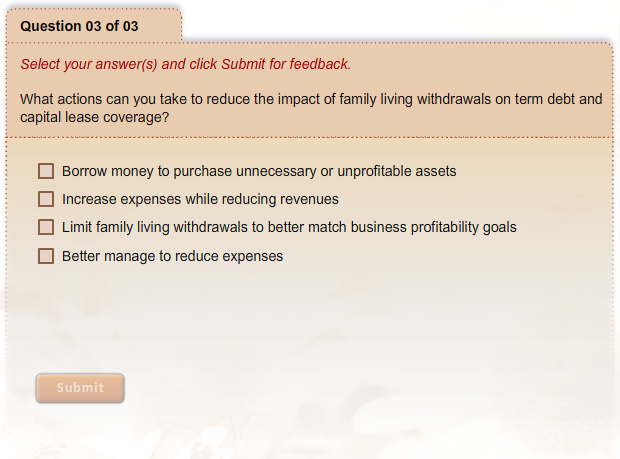 Question 03 of 03
Select your answer(s) and click Submit for feedback.
What actions can you take to reduce the impact of family living withdrawals on term debt and
capital lease coverage?
Borrow money to purchase unnecessary or unprofitable assets
Increase expenses while reducing revenues
Limit family living withdrawals to better match business profitability goals
Better manage to reduce expenses
Submit